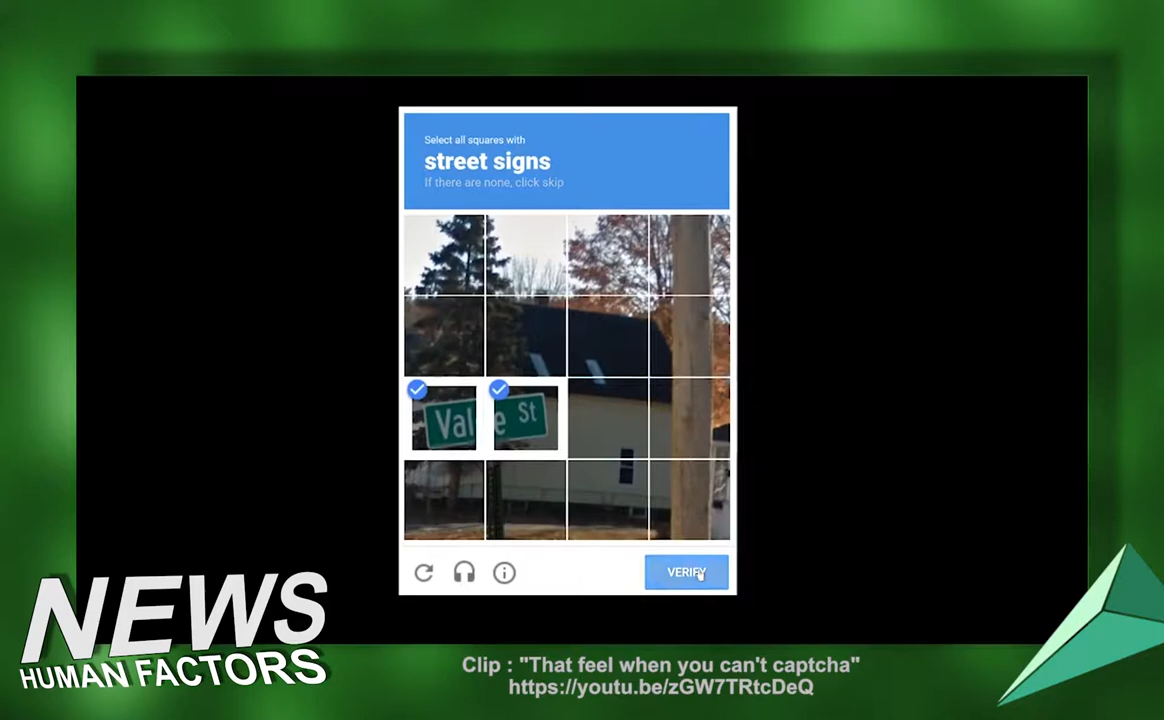 Select all squares with
street signs
If there are none, click skip
Vale St
VERIFY
NEWS
HUMAN FACTORS
Clip : "That feel when you can't captcha"
https://youtu.be/zGW7TRtcDeQ